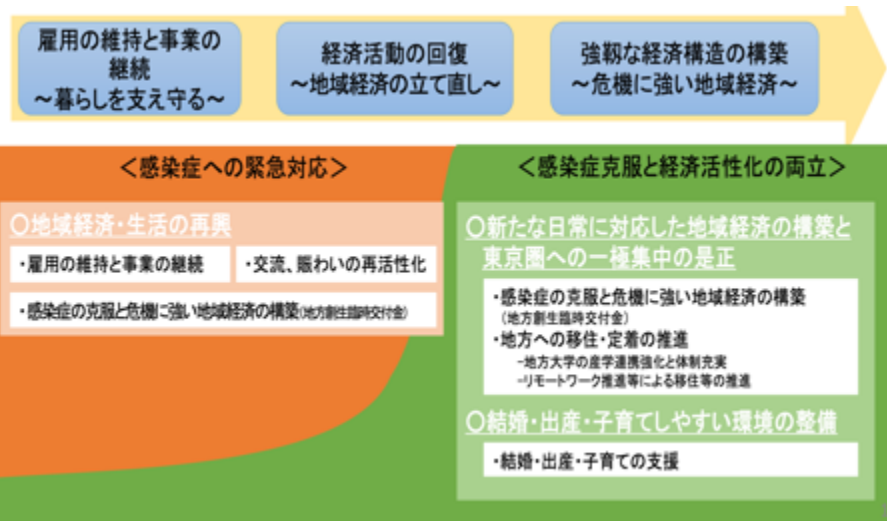 雇用の維持と事業の
継続
～暮らしを支え守る～
経済活動の回復
～地域経済の立て直し～
強靭な経済構造の構築
～危機に強い地域経済～
＜感染症への緊急対応＞
〇地域経済・生活の再興
・雇用の維持と事業の継続
・交流、賑わいの再活性化
・感染症の克服と危機に強い地域経済の構築(地方創生臨時交付金)
＜感染症克服と経済活性化の両立＞
〇新たな日常に対応した地域経済の構築と
東京圏への一極集中の是正
・感染症の克服と危機に強い地域経済の構築
(地方創生臨時交付金)
・地方への移住・定着の推進
-地方大学の産学連携強化と体制充実
-リモートワーク推進等による移住等の推進
〇結婚・出産・子育てしやすい環境の整備
・結婚・出産・子育ての支援